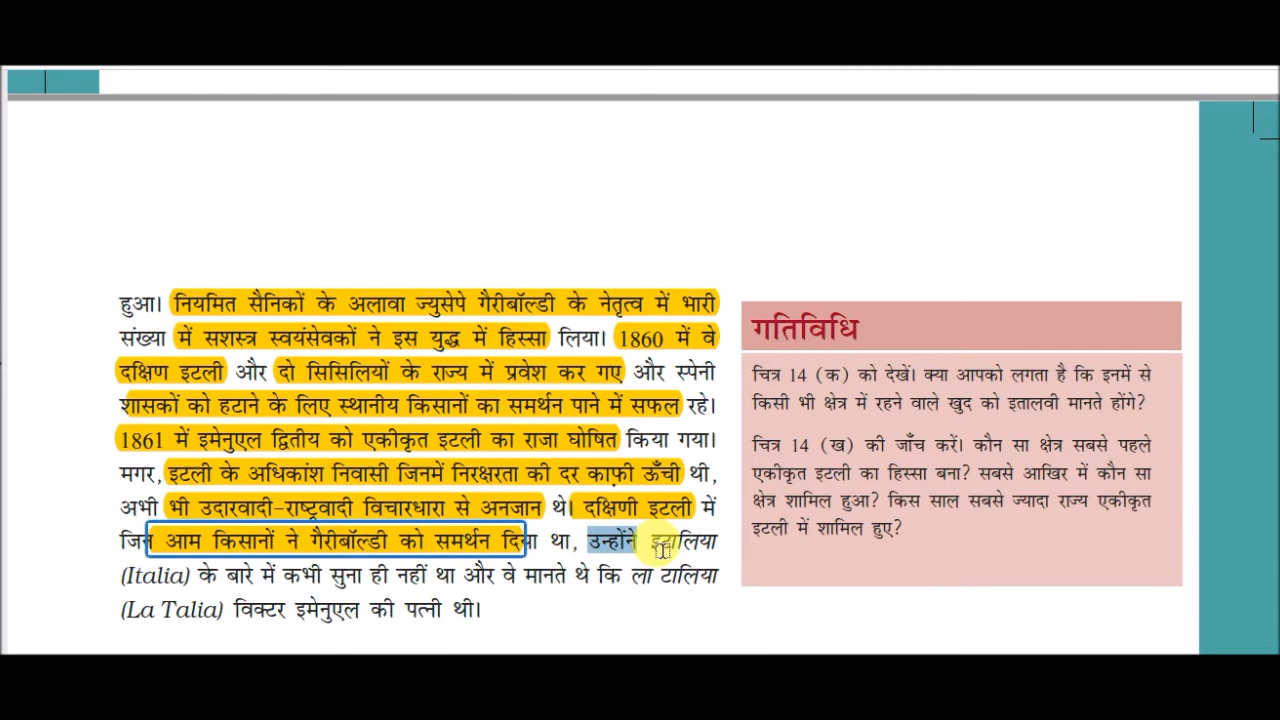 हुआ। नियमित सैनिकों के अलावा ज्युसेपे गैरीबॉल्डी के नेतृत्व में भारी
संख्या में सशस्त्र स्वयंसेवकों ने इस युद्ध में हिस्सा लिया। 1860 में वे
दक्षिण इटली और दो सिसिलियों के राज्य में प्रवेश कर गए और स्पेनी
शासकों को हटाने के लिए स्थानीय किसानों का समर्थन पाने में सफल रहे।
1861 में इमेनुएल द्वितीय को एकीकृत इटली का राजा घोषित किया गया।
मगर, इटली के अधिकांश निवासी जिनमें निरक्षरता की दर काफ़ी ऊँची थी,
अभी भी उदारवादी-राष्ट्रवादी विचारधारा से अनजान थे। दक्षिणी इटली में
जिन आम किसानों ने गैरीबॉल्डी को समर्थन दिया था, उन्होंने इटालिया
(Italia) के बारे में कभी सुना ही नहीं था और वे मानते थे कि ला टालिया
(La Talia) विक्टर इमेनुएल की पत्नी थी।
गतिविधि
चित्र 14 (क) को देखें। क्या आपको लगता है कि इनमें से
किसी भी क्षेत्र में रहने वाले खुद को इतालवी मानते होंगे?
चित्र 14 (ख) की जाँच करें। कौन सा क्षेत्र सबसे पहले
एकीकृत इटली का हिस्सा बना? सबसे आखिर में कौन सा
क्षेत्र शामिल हुआ? किस साल सबसे ज्यादा राज्य एकीकृत
इटली में शामिल हुए?